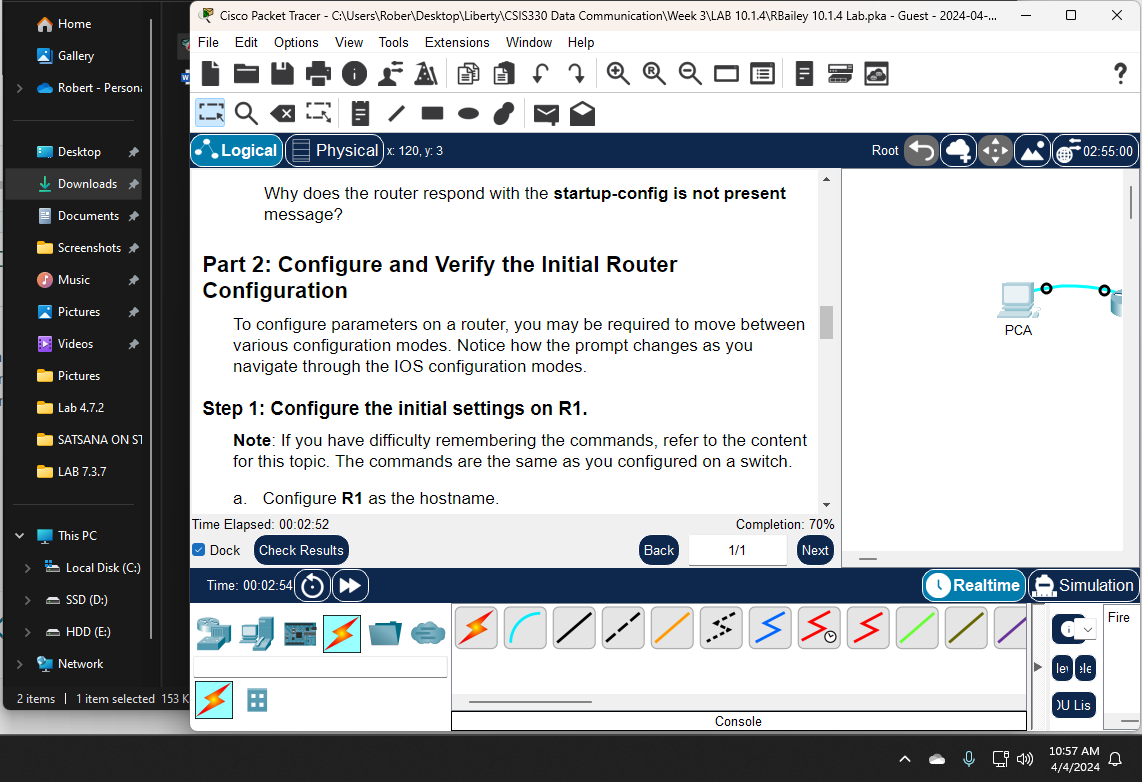 Home
Gallery
Robert - Persona
Desktop
Downloads
Documents
Screenshots
Music
Pictures
Videos
Pictures
Lab 4.7.2
SATSANA ON ST
LAB 7.3.7
This PC
Local Disk (C:)
SSD (D:)
HDD (E:)
Network
2 items
1 item selected 153 K
Cisco Packet Tracer - C:\Users\Rober\Desktop\Liberty\CSIS330 Data Communication\Week 3\LAB 10.1.4\RBailey 10.1.4 Lab.pka - Guest - 2024-04-...
File Edit Options View Tools Extensions Window Help
Logical Physical x: 120, y: 3
Root 02:55:00
Why does the router respond with the startup-config is not present
message?
Part 2: Configure and Verify the Initial Router
Configuration
To configure parameters on a router, you may be required to move between
various configuration modes. Notice how the prompt changes as you
navigate through the IOS configuration modes.
Step 1: Configure the initial settings on R1.
Note: If you have difficulty remembering the commands, refer to the content
for this topic. The commands are the same as you configured on a switch.
a. Configure R1 as the hostname.
PCA
Time Elapsed: 00:02:52 Completion: 70%
Dock Check Results Back 1/1 Next
Time: 00:02:54 Realtime Simulation
Fire
OU Lis
Console
10:57 AM
4/4/2024